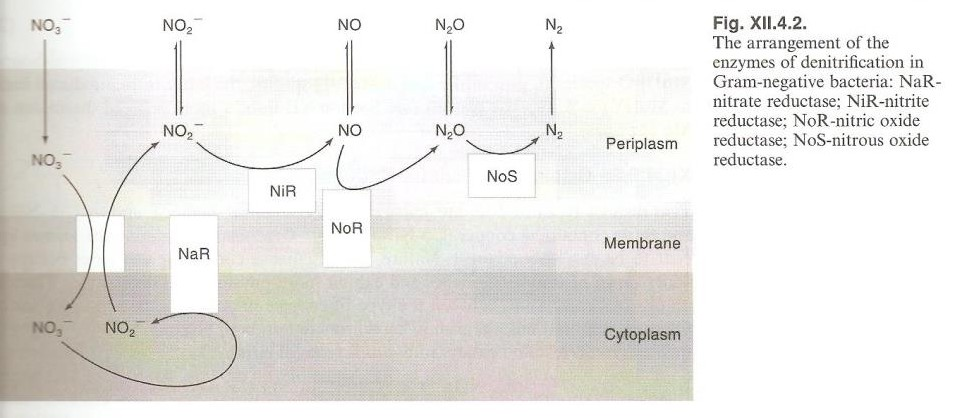 NO₃⁻ NO₂⁻ NO N₂O N₂
NO₂⁻ NO N₂O N₂
NO₃⁻
Periplasm
NiR
NoS
NoR
Membrane
NaR
NO₃⁻ NO₂⁻
Cytoplasm
Fig. XII.4.2.
The arrangement of the
enzymes of denitrification in
Gram-negative bacteria: NaR-
nitrate reductase; NiR-nitrite
reductase; NoR-nitric oxide
reductase; NoS-nitrous oxide
reductase.